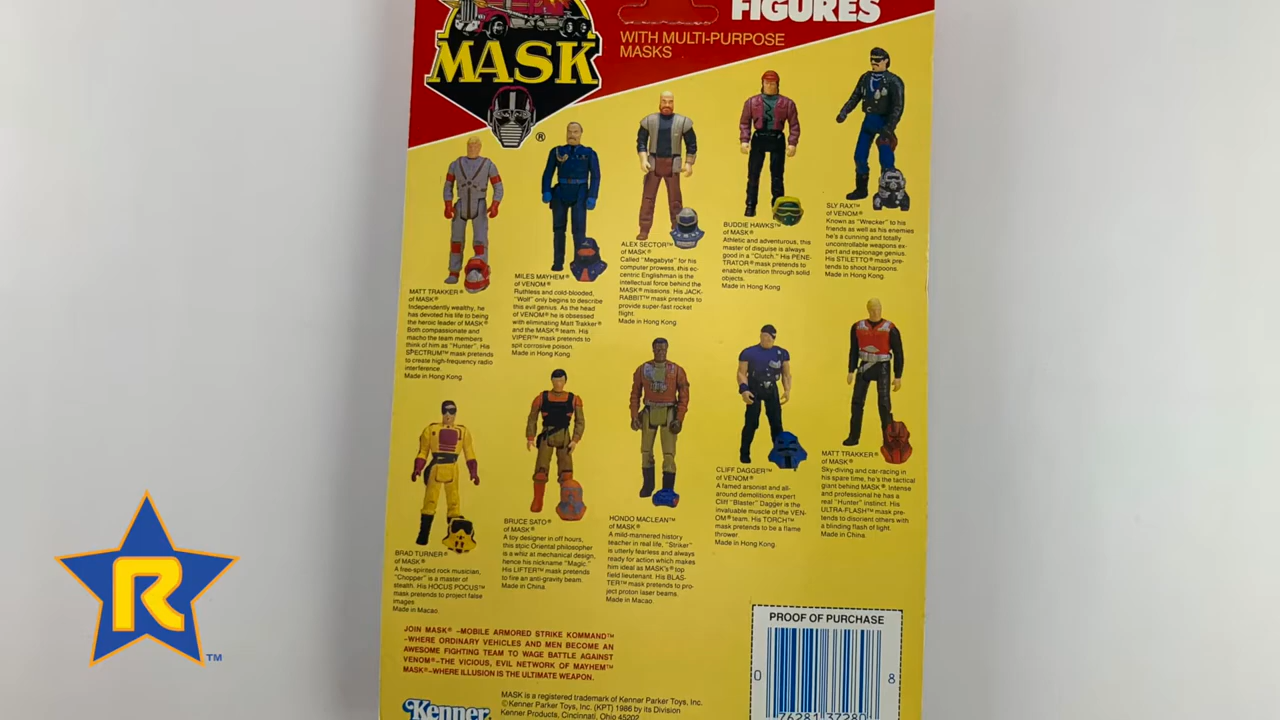 MASK
®
FIGURES
WITH MULTI-PURPOSE
MASKS
MATT TRAKKER®
of MASK®
Independently wealthy, he
has devoted his life to being
the heroic leader of MASK®
Both compassionate and
macho the team members
think of him as "Hunter". His
SPECTRUM™ mask pretends
to create high-frequency radio
interference.
Made in Hong Kong
MILES MAYHEM®
of VENOM®
Ruthless and cold-blooded,
"Wolf" only begins to describe
this evil genius. As the head
of VENOM® he is obsessed
with eliminating Matt Trakker®
and the MASK® team. His
VIPER™ mask pretends to
spit corrosive poison.
Made in Hong Kong.
ALEX SECTOR™
of MASK®
Called "Megabyte" for his
computer prowess, this ec-
centric Englishman is the
intellectual force behind the
MASK® missions. His JACK-
RABBIT™ mask pretends to
provide super-fast rocket
flight.
Made in Hong Kong
BUDDIE HAWKS™
of MASK®
Athletic and adventurous, this
master of disguise is always
good in a "Clutch." His PENE-
TRATOR® mask pretends to
enable vibration through solid
objects.
Made in Hong Kong
SLY RAX™
of VENOM®
Known as "Wrecker" to his
friends as well as his enemies
he's a cunning and totally
uncontrollable weapons ex-
pert and espionage genius.
His STILETTO® mask pre-
tends to shoot harpoons.
Made in Hong Kong
BRAD TURNER®
of MASK®
A free-spirited rock musician,
"Chopper" is a master of
stealth. His HOCUS POCUS™
mask pretends to project false
images.
Made in Macao
BRUCE SATO®
of MASK®
A toy designer in off hours,
this stoic Oriental philosopher
is a whiz at mechanical design,
hence his nickname "Magic."
His LIFTER™ mask pretends
to fire an anti-gravity beam.
Made in China.
HONDO MACLEAN™
of MASK®
A mild-mannered history
teacher in real life, "Striker"
is utterly fearless and always
ready for action which makes
him ideal as MASK's® top
field lieutenant. His BLAS-
TER™ mask pretends to pro-
ject proton laser beams.
Made in Macao
CLIFF DAGGER™
of VENOM®
A famed arsonist and all-
around demolitions expert
Cliff "Blaster" Dagger is the
invaluable muscle of the VEN-
OM® team. His TORCH™
mask pretends to be a flame
thrower.
Made in Hong Kong.
MATT TRAKKER®
of MASK®
Sky-diving and car-racing in
his spare time, he's the tactical
giant behind MASK®. Intense
and professional he has a
real "Hunter" instinct. His
ULTRA-FLASH™ mask pre-
tends to disorient others with
a blinding flash of light.
Made in China.
JOIN MASK® –MOBILE ARMORED STRIKE KOMMAND™
–WHERE ORDINARY VEHICLES AND MEN BECOME AN
AWESOME FIGHTING TEAM TO WAGE BATTLE AGAINST
VENOM®–THE VICIOUS, EVIL NETWORK OF MAYHEM™
MASK®–WHERE ILLUSION IS THE ULTIMATE WEAPON.
Kenner
MASK is a registered trademark of Kenner Parker Toys, Inc.
© Kenner Parker Toys, Inc. (KPT) 1986 by its Division
Kenner Products, Cincinnati, Ohio 45202
PROOF OF PURCHASE
0 76281 37280 8
R
TM